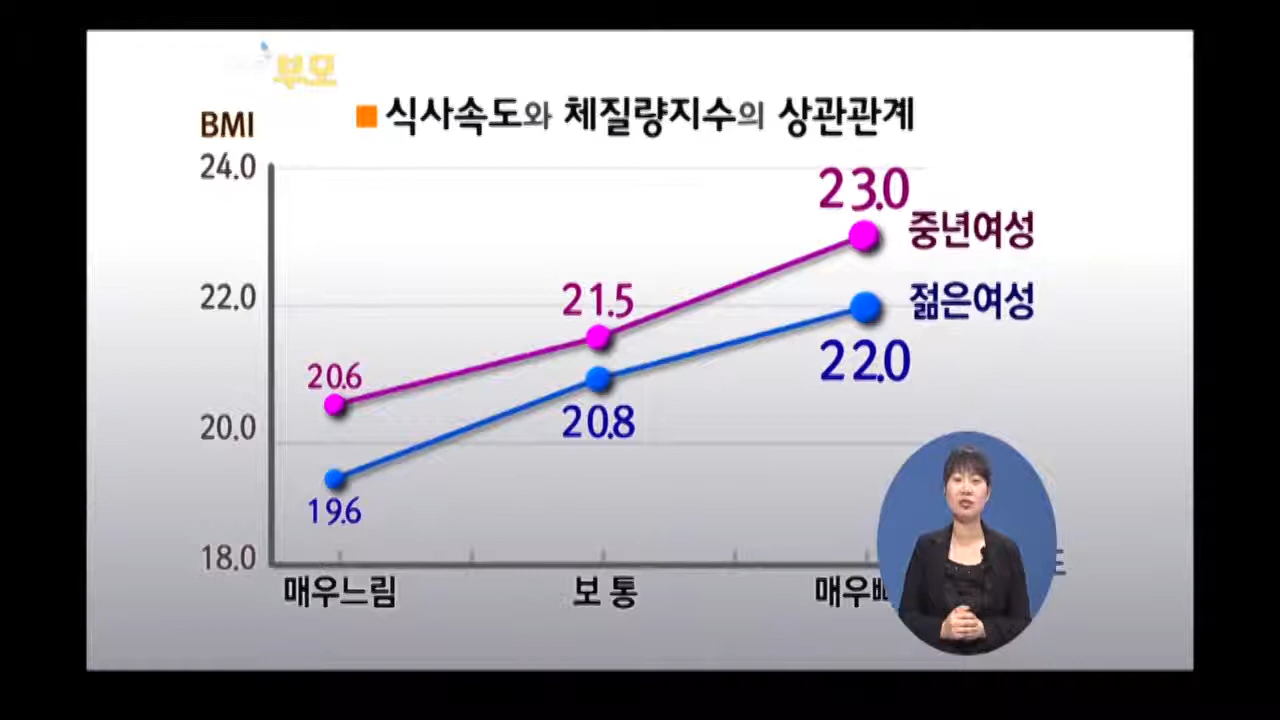 부모
■ 식사속도와 체질량지수의 상관관계
BMI
24.0
22.0
20.0
18.0
23.0
중년여성
21.5
젊은여성
20.6
22.0
20.8
19.6
매우느림
보 통
매우